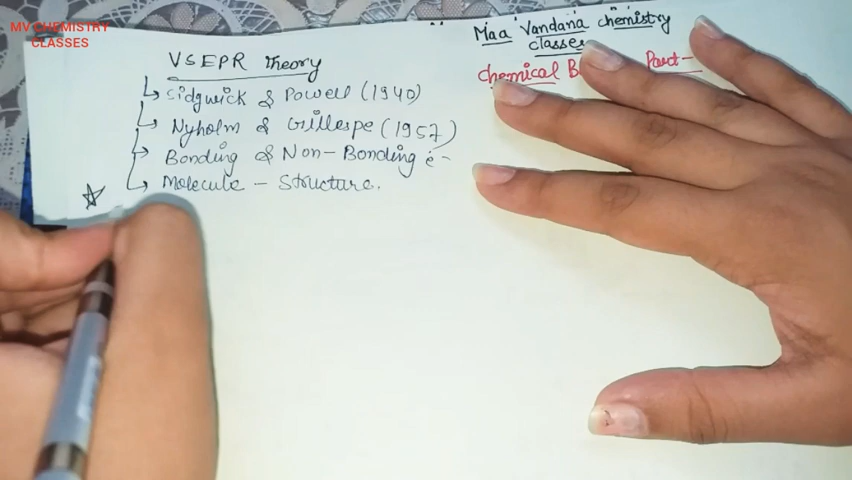 MV CHEMISTRY
CLASSES
Maa Vandana chemistry
classes
chemical B
Part-
VSEPR Theory
Sidgwick & Powell (1940)
Nyholm & Gillespe (1957)
Bonding & Non-Bonding e-
Molecule - Structure.